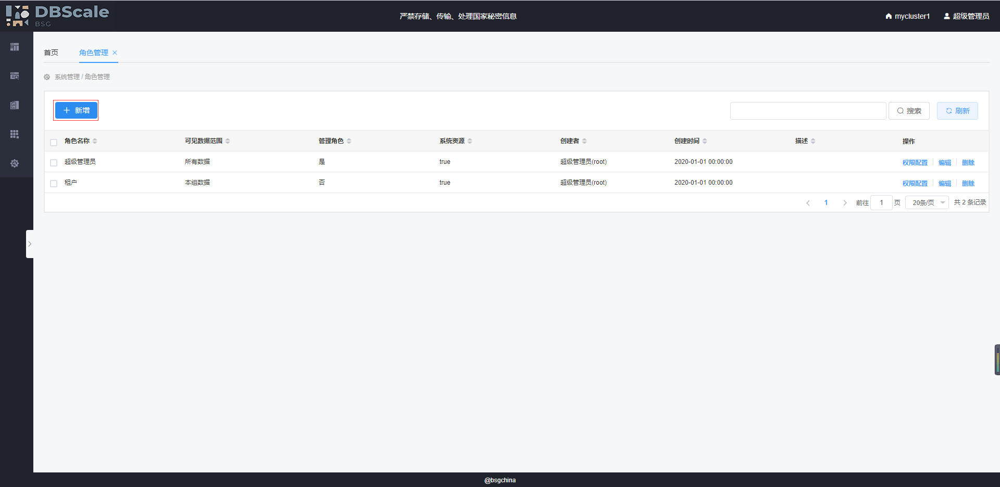 DBScale
BSG
严禁存储、传输、处理国家秘密信息
mycluster1
超级管理员
首页
角色管理
系统管理 / 角色管理
新增
搜索
刷新
角色名称 可见数据范围 管理角色 系统资源 创建者 创建时间 描述 操作
超级管理员 所有数据 是 true 超级管理员(root) 2020-01-01 00:00:00 权限配置 编辑 删除
租户 本组数据 否 true 超级管理员(root) 2020-01-01 00:00:00 权限配置 编辑 删除
1 前往 1 页 20条/页 共 2 条记录
@bsgchina